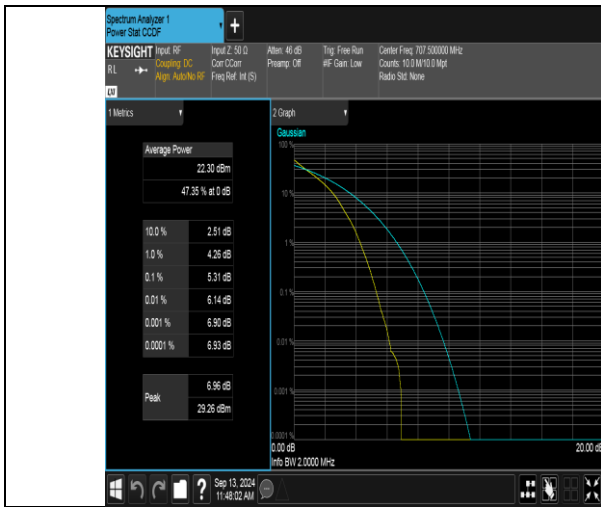 Spectrum Analyzer 1
Power Stat CCDF
+
KEYSIGHT Input: RF Input Z: 50 Ω Atten: 46 dB Trig: Free Run Center Freq: 707.500000 MHz
R L Coupling: DC Corr CCorr Preamp: Off #IF Gain: Low Counts: 10.0 M/10.0 Mpt
Align: Auto/No RF Freq Ref: Int (S) Radio Std: None
LXI
1 Metrics
Average Power
22.30 dBm
47.35 % at 0 dB
10.0 % 2.51 dB
1.0 % 4.26 dB
0.1 % 5.31 dB
0.01 % 6.14 dB
0.001 % 6.90 dB
0.0001 % 6.93 dB
Peak 6.96 dB
29.26 dBm
2 Graph
Gaussian
100 %
10 %
1 %
0.1 %
0.01 %
0.001 %
0.0001 %
0.00 dB 20.00 dB
Info BW 2.0000 MHz
? Sep 13, 2024
11:48:02 AM